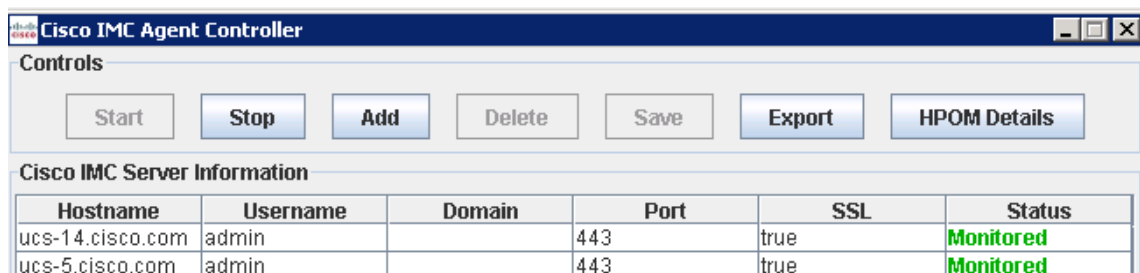 Cisco IMC Agent Controller
Controls
Start Stop Add Delete Save Export HPOM Details
Cisco IMC Server Information
Hostname Username Domain Port SSL Status
ucs-14.cisco.com admin 443 true Monitored
ucs-5.cisco.com admin 443 true Monitored